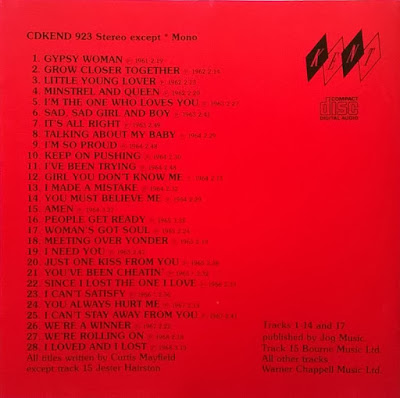 CDKEND 923 Stereo except * Mono
KENT
COMPACT
disc
DIGITAL AUDIO
1. GYPSY WOMAN ℗ 1961
2. GROW CLOSER TOGETHER ℗ 1962
3. LITTLE YOUNG LOVER ℗ 1962
4. MINSTREL AND QUEEN ℗ 1962
5. I'M THE ONE WHO LOVES YOU ℗
6. SAD, SAD GIRL AND BOY ℗
7. IT'S ALL RIGHT ℗
8. TALKING ABOUT MY BABY ℗
9. I'M SO PROUD ℗
10. KEEP ON PUSHING ℗ 1964
11. I'VE BEEN TRYING ℗
12. GIRL YOU DON'T KNOW ME ℗
13. I MADE A MISTAKE ℗
14. YOU MUST BELIEVE ME ℗
15. AMEN ℗
16. PEOPLE GET READY ℗
17. WOMAN'S GOT SOUL ℗
18. MEETING OVER YONDER ℗
19. I NEED YOU ℗
20. JUST ONE KISS FROM YOU ℗
21. YOU'VE BEEN CHEATIN' ℗
22. SINCE I LOST THE ONE I LOVE ℗
23. I CAN'T SATISFY ℗
24. YOU ALWAYS HURT ME ℗
25. I CAN'T STAY AWAY FROM YOU ℗
26. WE'RE A WINNER ℗
27. WE'RE ROLLING ON ℗
28. I LOVED AND I LOST ℗
All titles written by Curtis Mayfield
except track 15 Jester Hairston
Tracks 1-14 and 17
published by Jog Music.
Track 15 Bourne Music Ltd.
All other tracks
Warner Chappell Music Ltd.